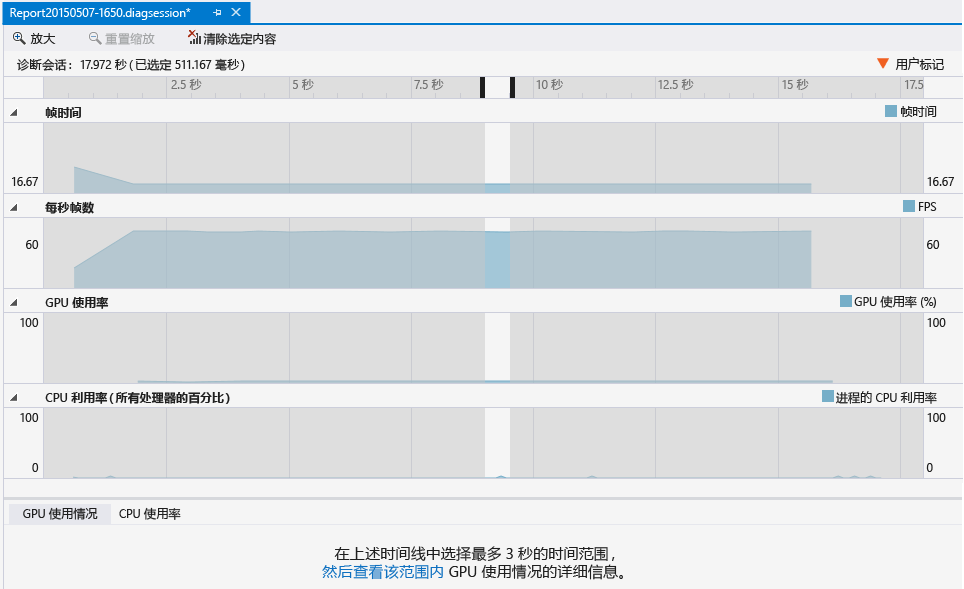 Report20150507-1650.diagsession*
放大 重置缩放 清除选定内容
诊断会话: 17.972 秒(已选定 511.167 毫秒) 用户标记
2.5 秒 5 秒 7.5 秒 10 秒 12.5 秒 15 秒 17.5
帧时间 帧时间
16.67 16.67
每秒帧数 FPS
60 60
GPU 使用率 GPU 使用率 (%)
100 100
CPU 利用率(所有处理器的百分比) 进程的 CPU 利用率
100 100
0 0
GPU 使用情况 CPU 使用率
在上述时间线中选择最多 3 秒的时间范围,
然后查看该范围内 GPU 使用情况的详细信息。